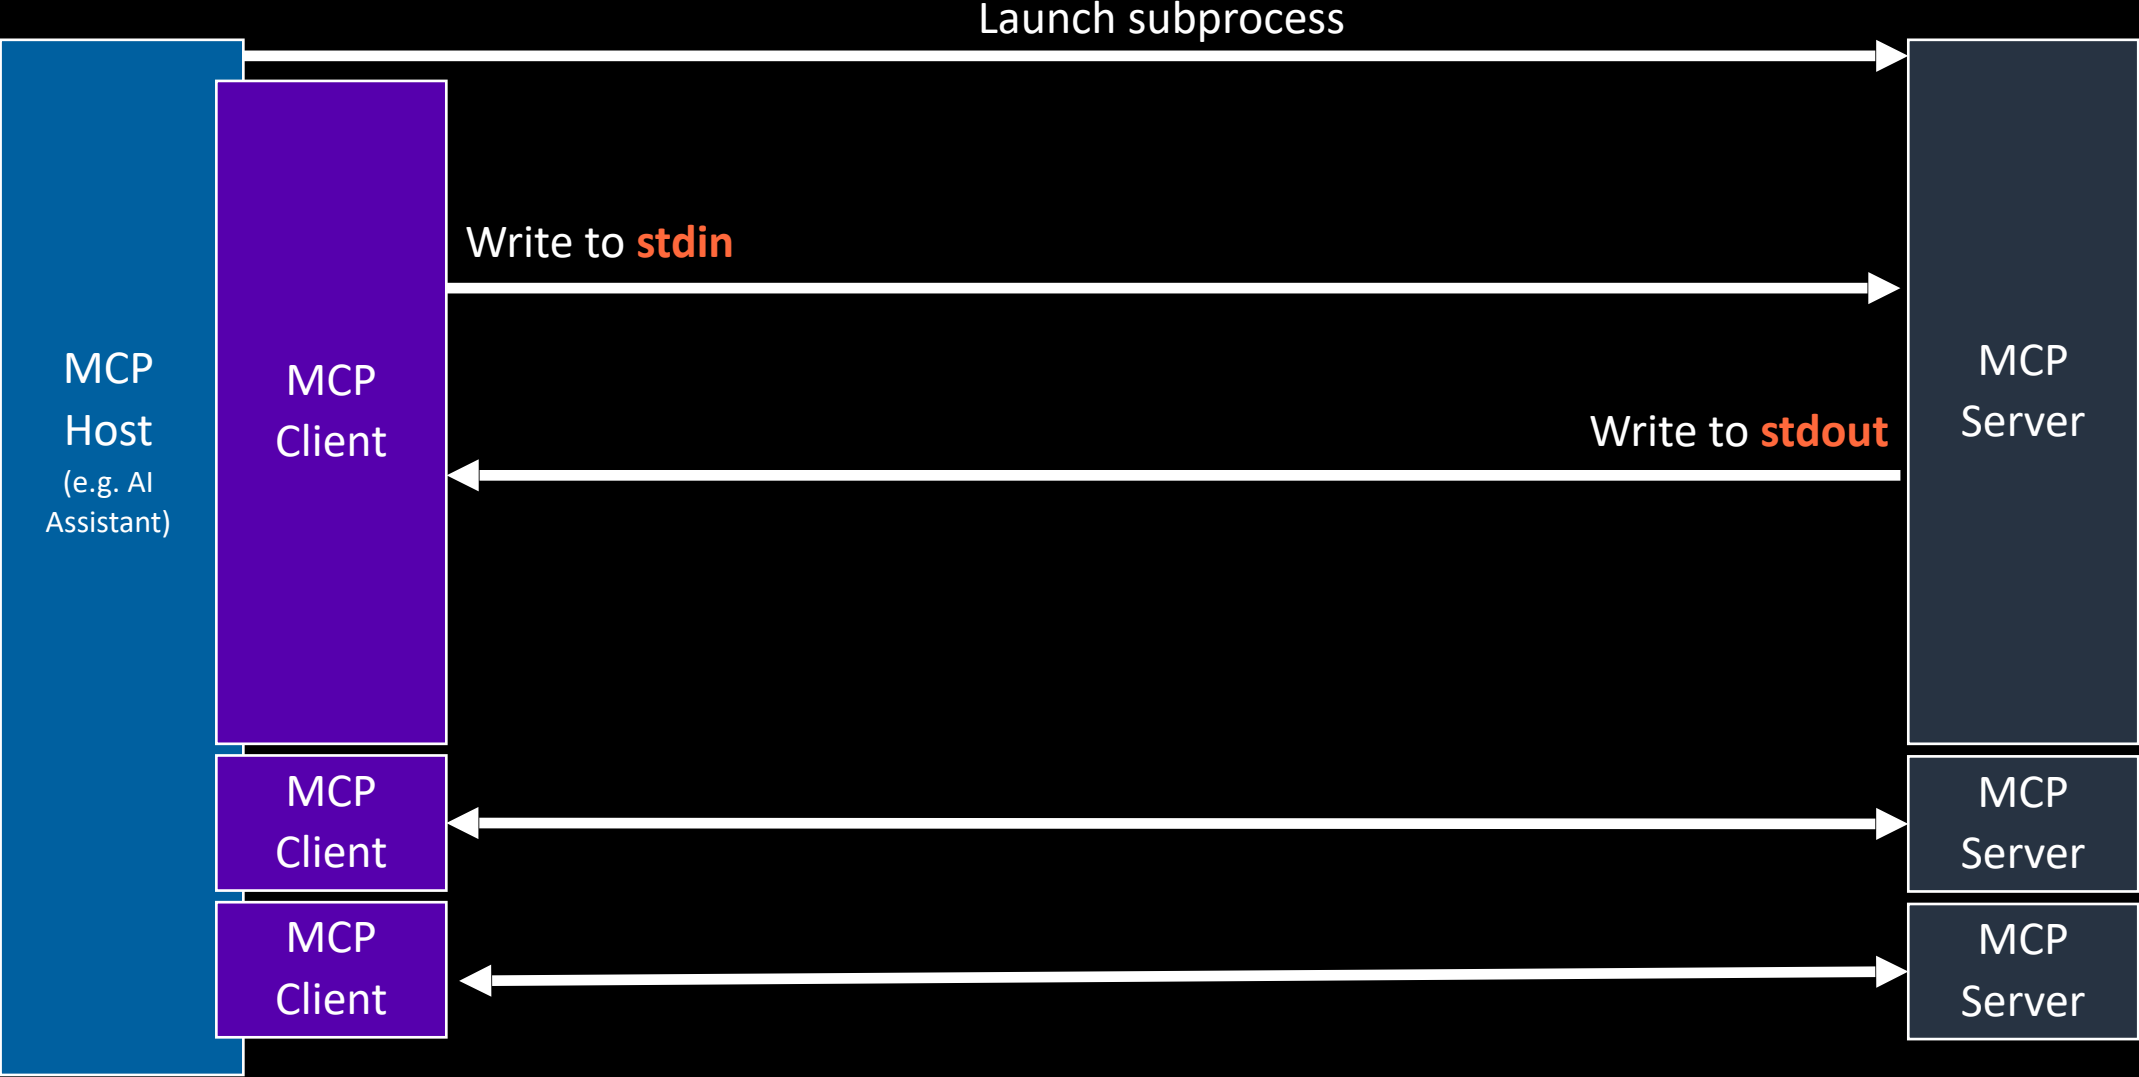 Launch subprocess
MCP
Host
(e.g. AI
Assistant)
MCP
Client
Write to stdin
Write to stdout
MCP
Server
MCP
Client
MCP
Server
MCP
Client
MCP
Server